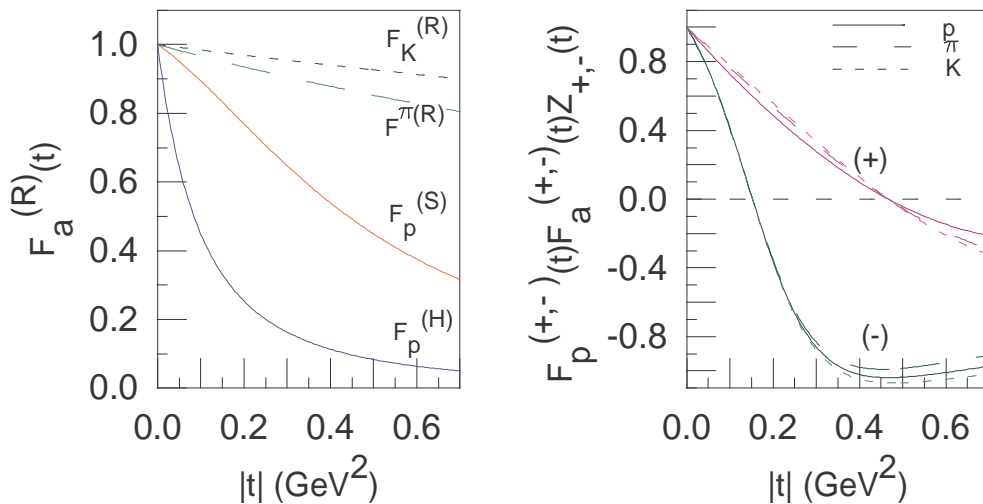 F_a^(R)(t)
1.0
0.8
0.6
0.4
0.2
0.0
F_K^(R)
F^π(R)
F_p^(S)
F_p^(H)
0.0 0.2 0.4 0.6
|t| (GeV^2)
F_p^(+,-)(t)F_a^(+,-)(t)Z_+,-(t)
0.8
0.4
0.0
-0.4
-0.8
p
π
K
(+)
(-)
0.0 0.2 0.4 0.6
|t| (GeV^2)